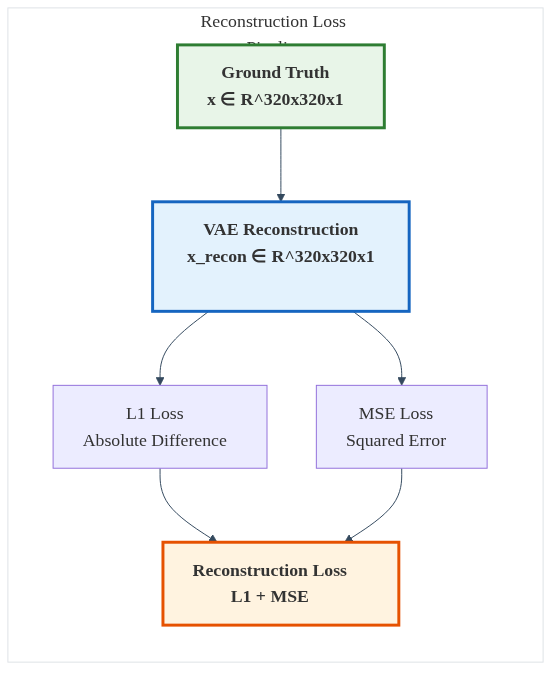 Reconstruction Loss
Ground Truth
x ∈ R^320x320x1
VAE Reconstruction
x_recon ∈ R^320x320x1
L1 Loss
Absolute Difference
MSE Loss
Squared Error
Reconstruction Loss
L1 + MSE